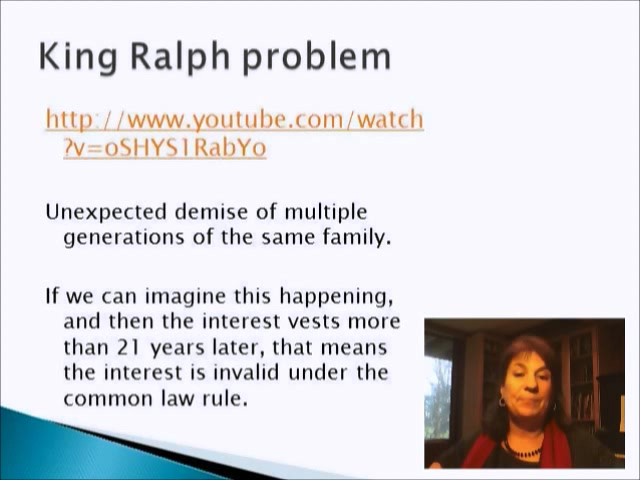 King Ralph problem
http://www.youtube.com/watch
?v=oSHYS1RabYo
Unexpected demise of multiple
generations of the same family.
If we can imagine this happening,
and then the interest vests more
than 21 years later, that means
the interest is invalid under the
common law rule.